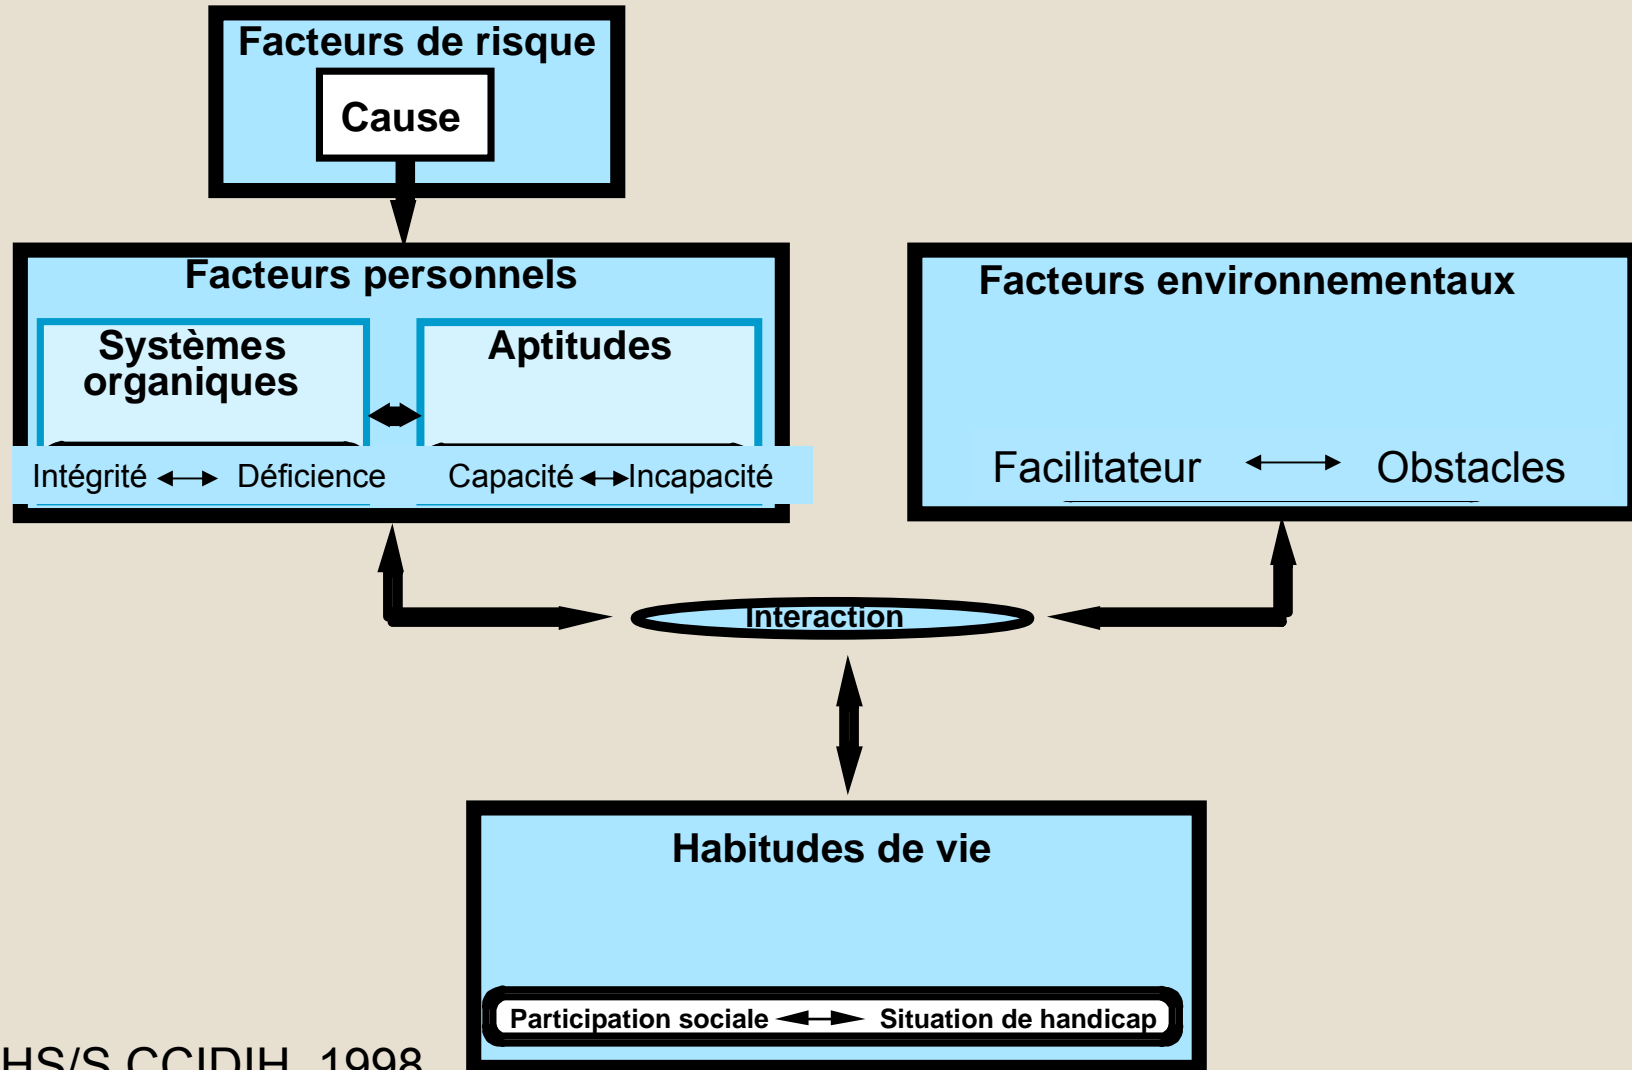 Facteurs de risque
Cause
Facteurs personnels
Systèmes
organiques
Aptitudes
Intégrité Déficience Capacité Incapacité
Facteurs environnementaux
Facilitateur Obstacles
Interaction
Habitudes de vie
Participation sociale Situation de handicap
HS/S CCIDIH, 1998